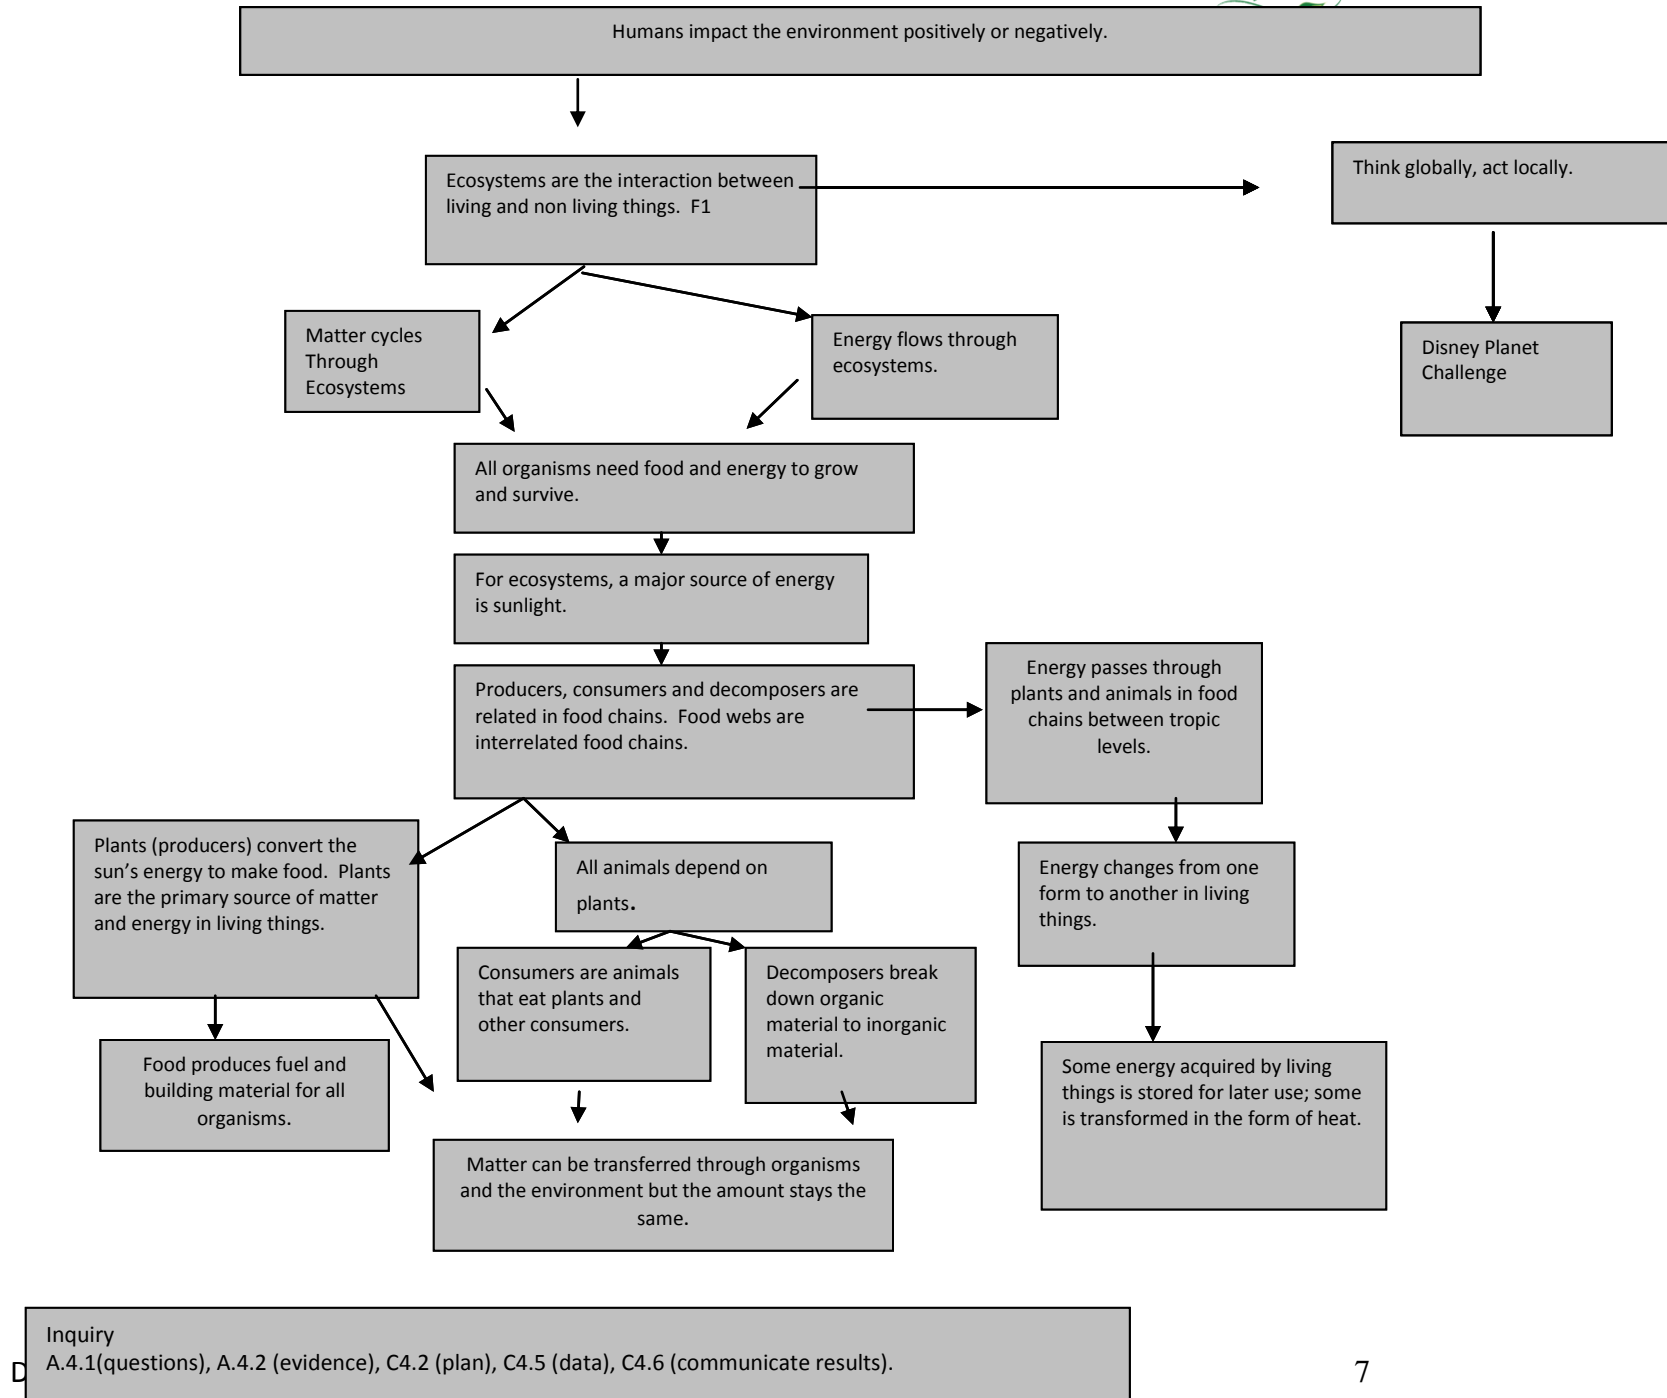 Humans impact the environment positively or negatively.
Ecosystems are the interaction between
living and non living things.  F1
Think globally, act locally.
Matter cycles
Through
Ecosystems
Energy flows through
ecosystems.
Disney Planet
Challenge
All organisms need food and energy to grow
and survive.
For ecosystems, a major source of energy
is sunlight.
Producers, consumers and decomposers are
related in food chains.  Food webs are
interrelated food chains.
Energy passes through
plants and animals in food
chains between tropic
levels.
Plants (producers) convert the
sun’s energy to make food.  Plants
are the primary source of matter
and energy in living things.
All animals depend on
plants.
Energy changes from one
form to another in living
things.
Consumers are animals
that eat plants and
other consumers.
Decomposers break
down organic
material to inorganic
material.
Food produces fuel and
building material for all
organisms.
Some energy acquired by living
things is stored for later use; some
is transformed in the form of heat.
Matter can be transferred through organisms
and the environment but the amount stays the
same.
Inquiry
A.4.1(questions), A.4.2 (evidence), C4.2 (plan), C4.5 (data), C4.6 (communicate results).
7